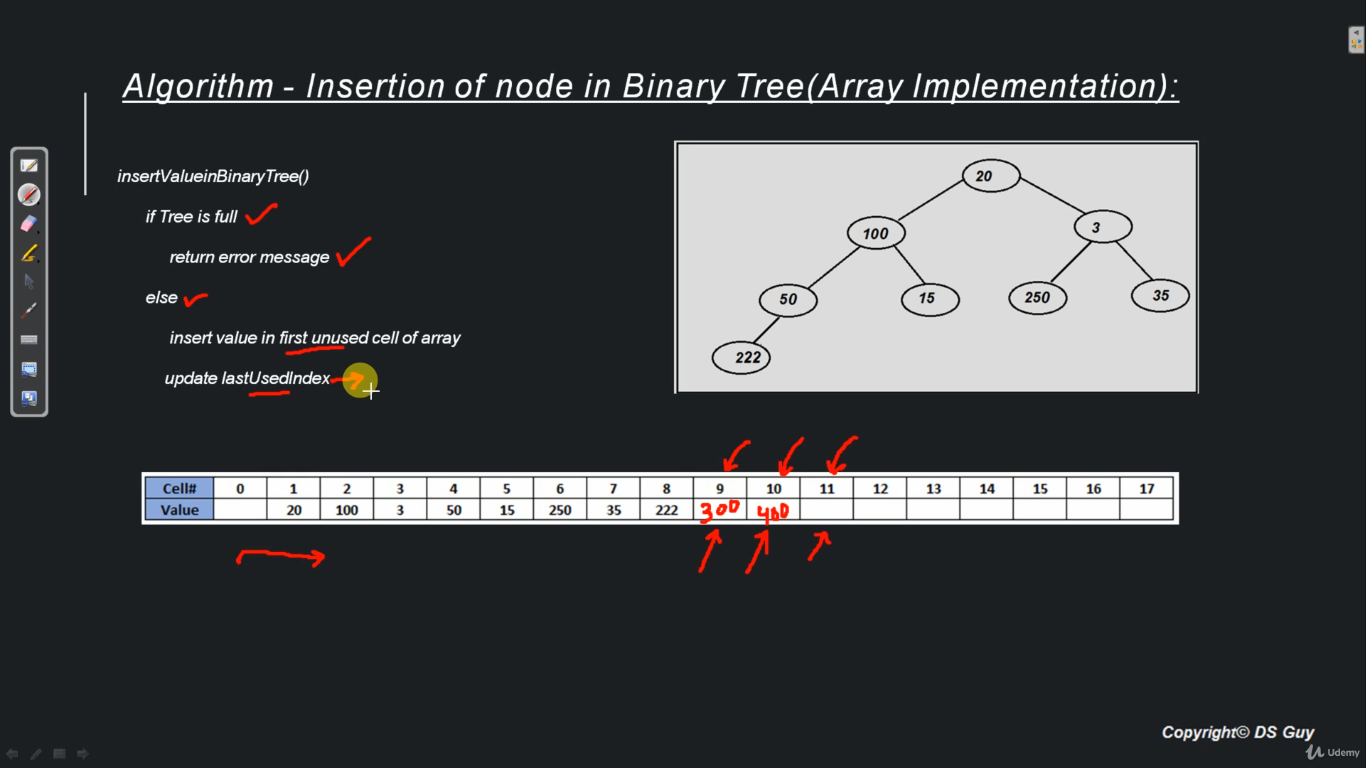 Algorithm - Insertion of node in Binary Tree(Array Implementation):
insertValueinBinaryTree()
if Tree is full
return error message
else
insert value in first unused cell of array
update lastUsedIndex
20
100 3
50 15 250 35
222
Cell# 0 1 2 3 4 5 6 7 8 9 10 11 12 13 14 15 16 17
Value 20 100 3 50 15 250 35 222 300 400
Copyright© DS Guy
Udemy